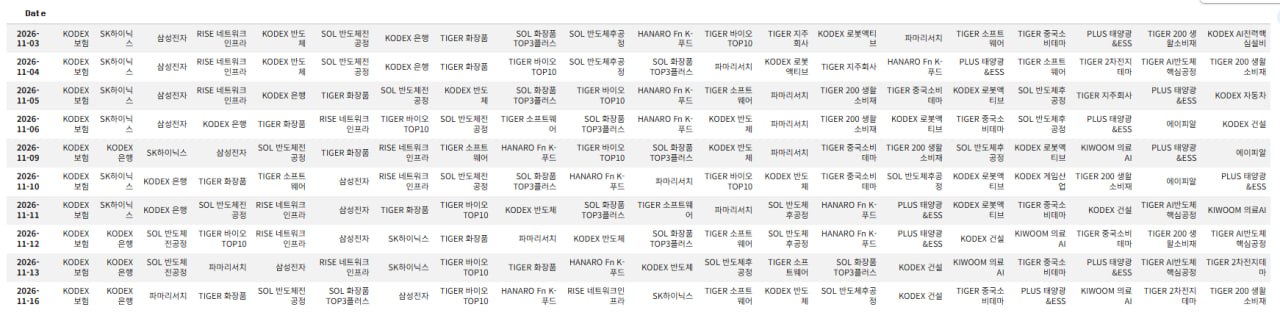 Date
2026-11-03 KODEX 보험 SK하이닉스 삼성전자 RISE 네트워크인프라 KODEX 반도체 SOL 반도체전공정 KODEX 은행 TIGER 화장품 SOL 화장품TOP3플러스 SOL 반도체후공정 HANARO Fn K-푸드 TIGER 바이오TOP10 TIGER 지주회사 KODEX 로봇액티브 파마리서치 TIGER 소프트웨어 TIGER 중국소비테마 PLUS 태양광&ESS TIGER 200 생활소비재 KODEX AI전력핵심설비
2026-11-04 KODEX 보험 SK하이닉스 삼성전자 RISE 네트워크인프라 KODEX 반도체 SOL 반도체전공정 KODEX 은행 TIGER 화장품 TIGER 바이오TOP10 SOL 반도체후공정 SOL 화장품TOP3플러스 파마리서치 KODEX 로봇액티브 TIGER 지주회사 HANARO Fn K-푸드 PLUS 태양광&ESS TIGER 소프트웨어 TIGER 2차전지테마 TIGER AI반도체핵심공정 TIGER 200 생활소비재
2026-11-05 KODEX 보험 SK하이닉스 삼성전자 RISE 네트워크인프라 KODEX 은행 TIGER 화장품 SOL 반도체전공정 KODEX 반도체 SOL 화장품TOP3플러스 TIGER 바이오TOP10 HANARO Fn K-푸드 TIGER 소프트웨어 파마리서치 TIGER 200 생활소비재 TIGER 중국소비테마 KODEX 로봇액티브 SOL 반도체후공정 TIGER 지주회사 PLUS 태양광&ESS KODEX 자동차
2026-11-06 KODEX 보험 SK하이닉스 삼성전자 KODEX 은행 TIGER 화장품 RISE 네트워크인프라 TIGER 바이오TOP10 SOL 반도체전공정 TIGER 소프트웨어 SOL 화장품TOP3플러스 HANARO Fn K-푸드 KODEX 반도체 파마리서치 TIGER 200 생활소비재 KODEX 로봇액티브 TIGER 중국소비테마 SOL 반도체후공정 PLUS 태양광&ESS 에이피알 KODEX 건설
2026-11-09 KODEX 보험 KODEX 은행 SK하이닉스 삼성전자 SOL 반도체전공정 TIGER 화장품 RISE 네트워크인프라 TIGER 소프트웨어 HANARO Fn K-푸드 TIGER 바이오TOP10 SOL 화장품TOP3플러스 KODEX 반도체 파마리서치 TIGER 중국소비테마 TIGER 200 생활소비재 SOL 반도체후공정 KODEX 로봇액티브 KIWOOM 의료AI PLUS 태양광&ESS 에이피알
2026-11-10 KODEX 보험 SK하이닉스 KODEX 은행 TIGER 화장품 TIGER 소프트웨어 삼성전자 RISE 네트워크인프라 SOL 반도체전공정 SOL 화장품TOP3플러스 HANARO Fn K-푸드 파마리서치 TIGER 바이오TOP10 KODEX 반도체 TIGER 중국소비테마 SOL 반도체후공정 KODEX 로봇액티브 KODEX 게임산업 TIGER 200 생활소비재 에이피알 PLUS 태양광&ESS
2026-11-11 KODEX 보험 SK하이닉스 KODEX 은행 SOL 반도체전공정 RISE 네트워크인프라 삼성전자 TIGER 화장품 TIGER 바이오TOP10 KODEX 반도체 SOL 화장품TOP3플러스 TIGER 소프트웨어 파마리서치 SOL 반도체후공정 HANARO Fn K-푸드 PLUS 태양광&ESS KODEX 로봇액티브 TIGER 중국소비테마 KODEX 건설 TIGER AI반도체핵심공정 KIWOOM 의료AI
2026-11-12 KODEX 보험 KODEX 은행 SOL 반도체전공정 TIGER 바이오TOP10 RISE 네트워크인프라 삼성전자 SK하이닉스 TIGER 화장품 파마리서치 KODEX 반도체 SOL 화장품TOP3플러스 TIGER 소프트웨어 SOL 반도체후공정 HANARO Fn K-푸드 PLUS 태양광&ESS KODEX 건설 KIWOOM 의료AI TIGER 중국소비테마 TIGER 200 생활소비재 TIGER AI반도체핵심공정
2026-11-13 KODEX 보험 KODEX 은행 SOL 반도체전공정 파마리서치 삼성전자 RISE 네트워크인프라 SK하이닉스 TIGER 바이오TOP10 TIGER 화장품 HANARO Fn K-푸드 KODEX 반도체 SOL 반도체후공정 TIGER 소프트웨어 SOL 화장품TOP3플러스 KODEX 건설 KIWOOM 의료AI TIGER 중국소비테마 PLUS 태양광&ESS TIGER AI반도체핵심공정 TIGER 2차전지테마
2026-11-16 KODEX 보험 KODEX 은행 파마리서치 TIGER 화장품 SOL 반도체전공정 SOL 화장품TOP3플러스 삼성전자 TIGER 바이오TOP10 HANARO Fn K-푸드 RISE 네트워크인프라 SK하이닉스 TIGER 소프트웨어 KODEX 반도체 SOL 반도체후공정 KODEX 건설 TIGER 중국소비테마 PLUS 태양광&ESS KIWOOM 의료AI TIGER 2차전지테마 TIGER 200 생활소비재